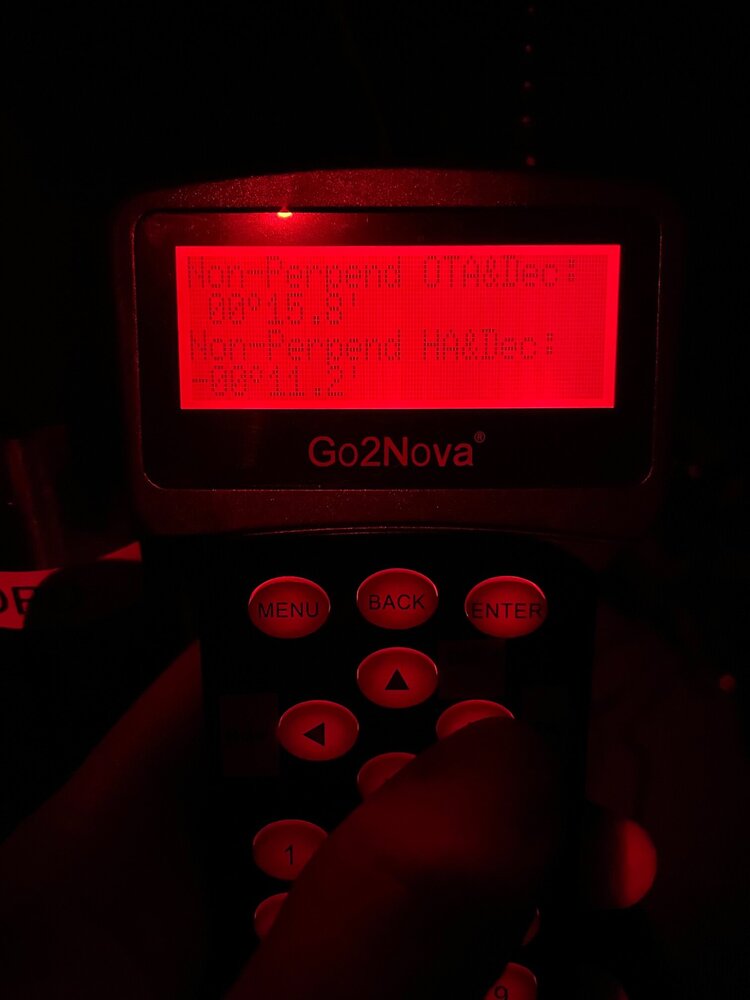 Non-Perpend OTA&Dec:
00°15.8'
Non-Perpend HA&Dec:
-00°11.2'
Go2Nova®
MENU BACK ENTER
1
9